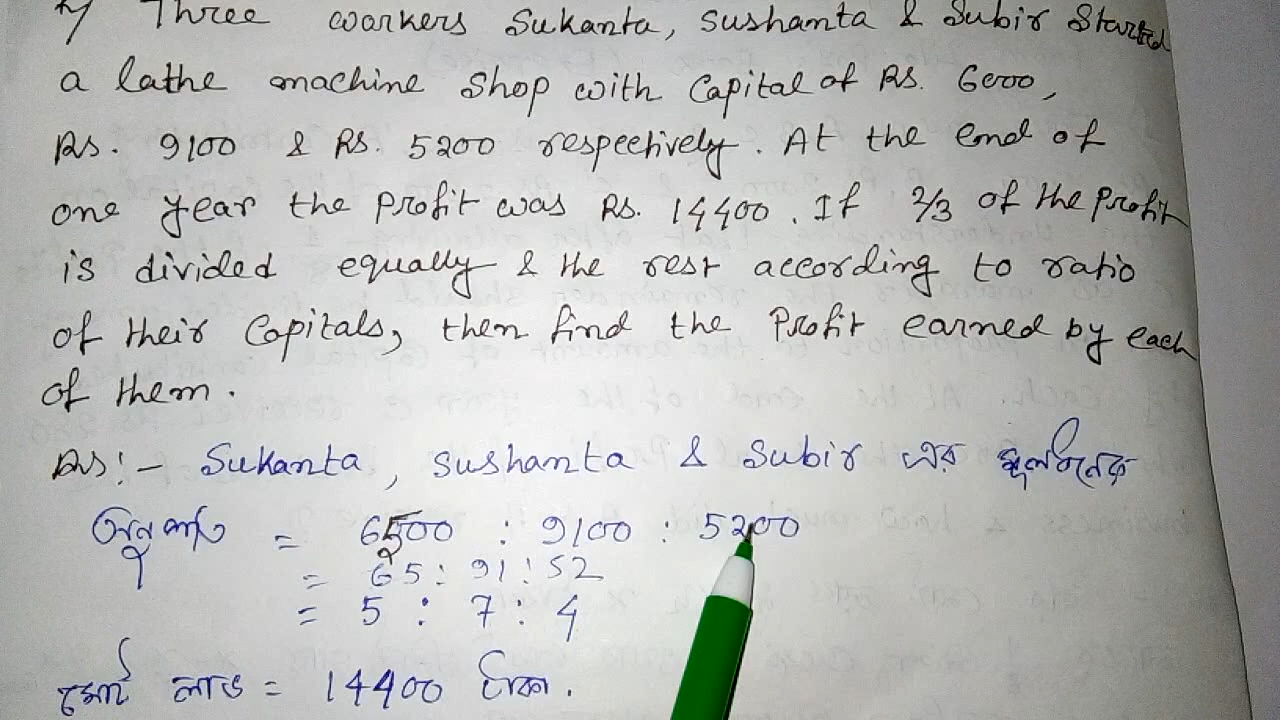 Three workers Sukanta, Sushanta & Subir Started
a lathe machine Shop with Capital of Rs. 6000,
Rs. 9100 & Rs. 5200 respectively. At the end of
one year the Profit was Rs. 14400. If 2/3 of the Profit
is divided equally & the rest according to ratio
of their Capitals, then find the Profit earned by each
of them.
As:- Sukanta, Sushanta & Subir এর মূলধনের
অনুপাত = 6500 : 9100 : 5200
= 65 : 91 : 52
= 5 : 7 : 4
মোট লাভ = 14400 টাকা.